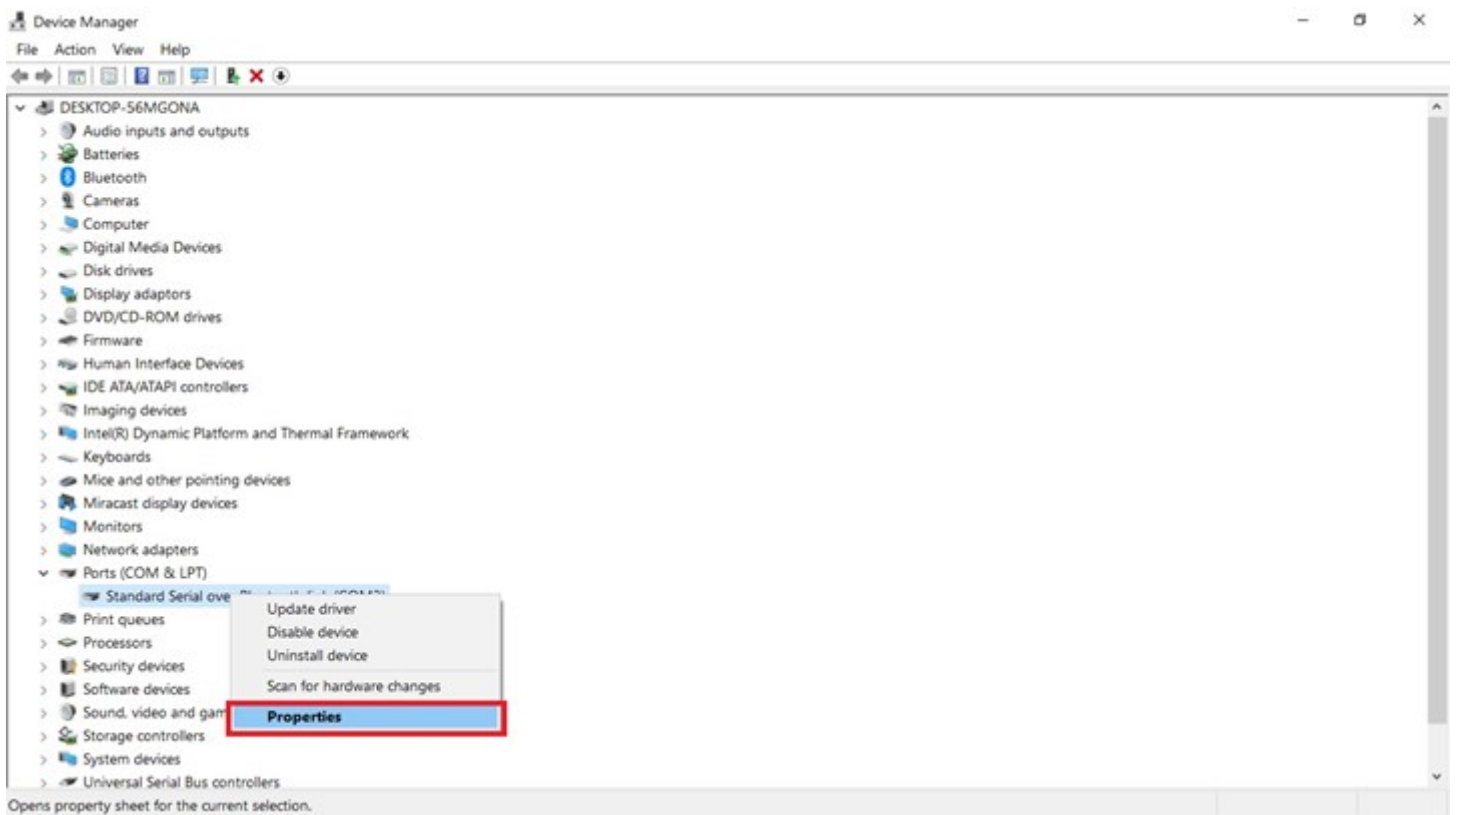 Device Manager
File Action View Help
DESKTOP-56MGONA
Audio inputs and outputs
Batteries
Bluetooth
Cameras
Computer
Digital Media Devices
Disk drives
Display adaptors
DVD/CD-ROM drives
Firmware
Human Interface Devices
IDE ATA/ATAPI controllers
Imaging devices
Intel(R) Dynamic Platform and Thermal Framework
Keyboards
Mice and other pointing devices
Miracast display devices
Monitors
Network adapters
Ports (COM & LPT)
Standard Serial ove
Update driver
Print queues
Disable device
Processors
Uninstall device
Security devices
Software devices
Scan for hardware changes
Sound, video and gam
Properties
Storage controllers
System devices
Universal Serial Bus controllers
Opens property sheet for the current selection.